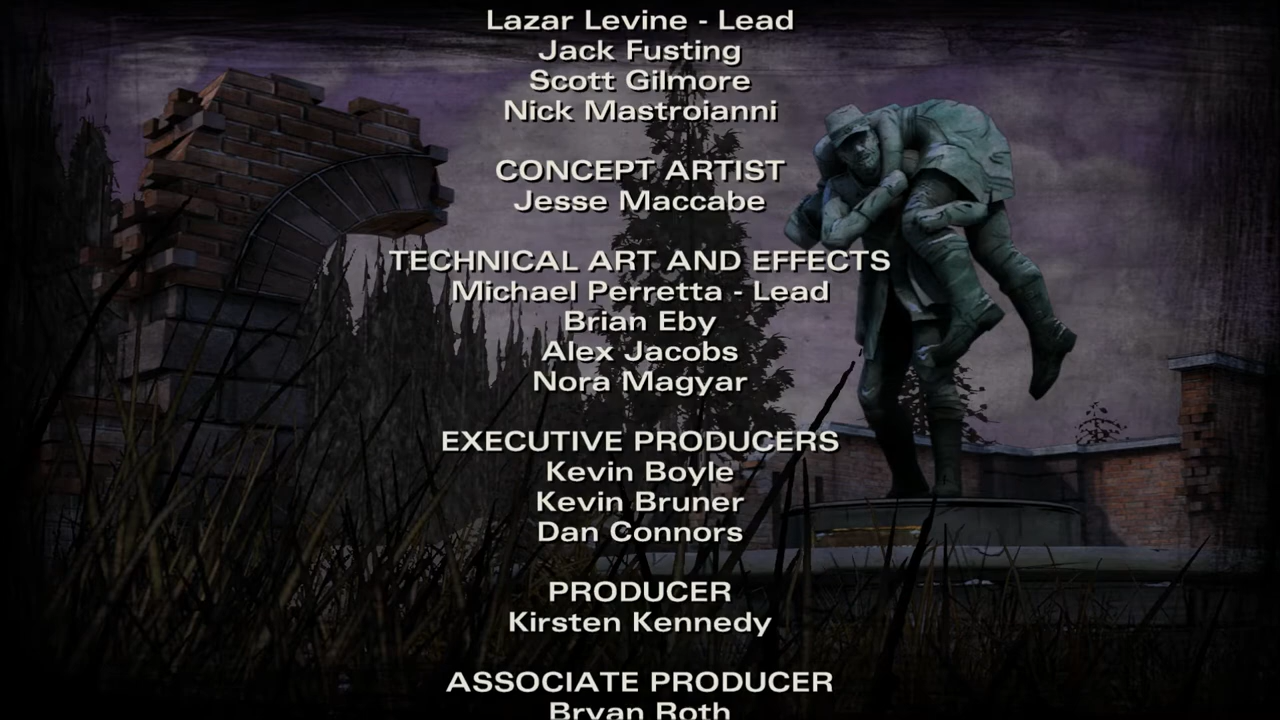 Lazar Levine - Lead
Jack Fusting
Scott Gilmore
Nick Mastroianni
CONCEPT ARTIST
Jesse Maccabe
TECHNICAL ART AND EFFECTS
Michael Perretta - Lead
Brian Eby
Alex Jacobs
Nora Magyar
EXECUTIVE PRODUCERS
Kevin Boyle
Kevin Bruner
Dan Connors
PRODUCER
Kirsten Kennedy
ASSOCIATE PRODUCER
Bryan Roth